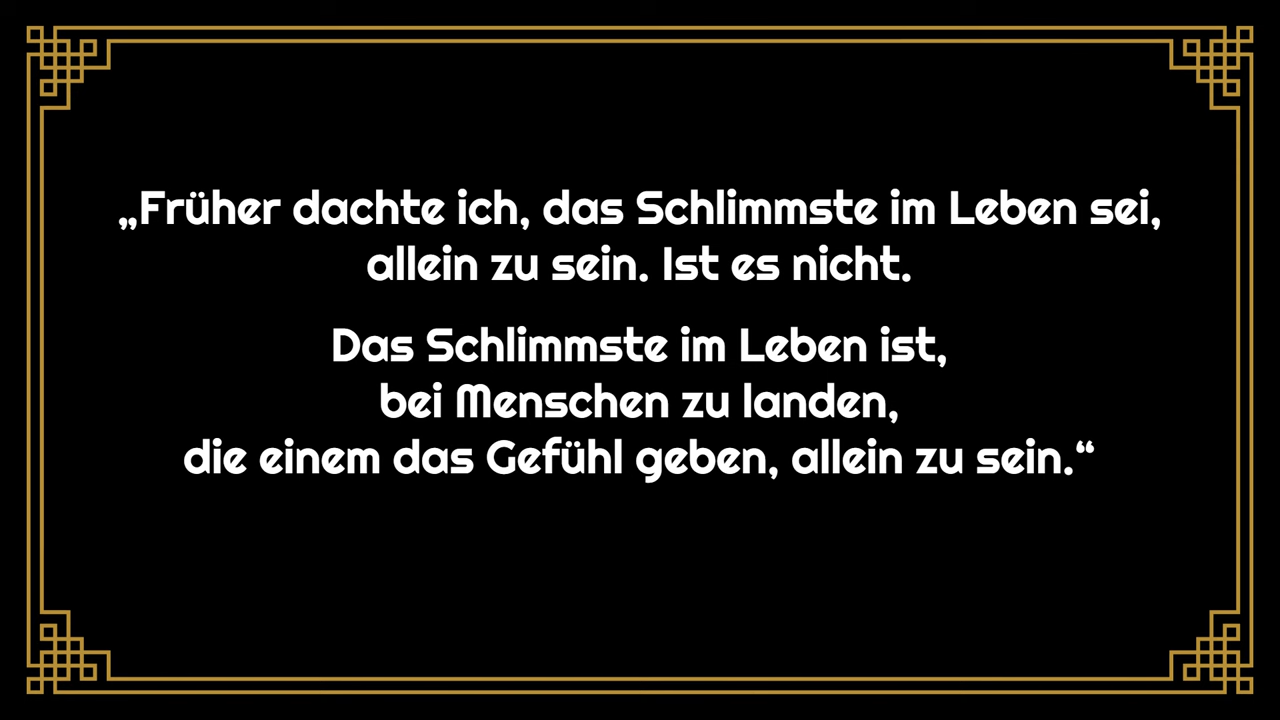 „Früher dachte ich, das Schlimmste im Leben sei,
allein zu sein. Ist es nicht.
Das Schlimmste im Leben ist,
bei Menschen zu landen,
die einem das Gefühl geben, allein zu sein.“